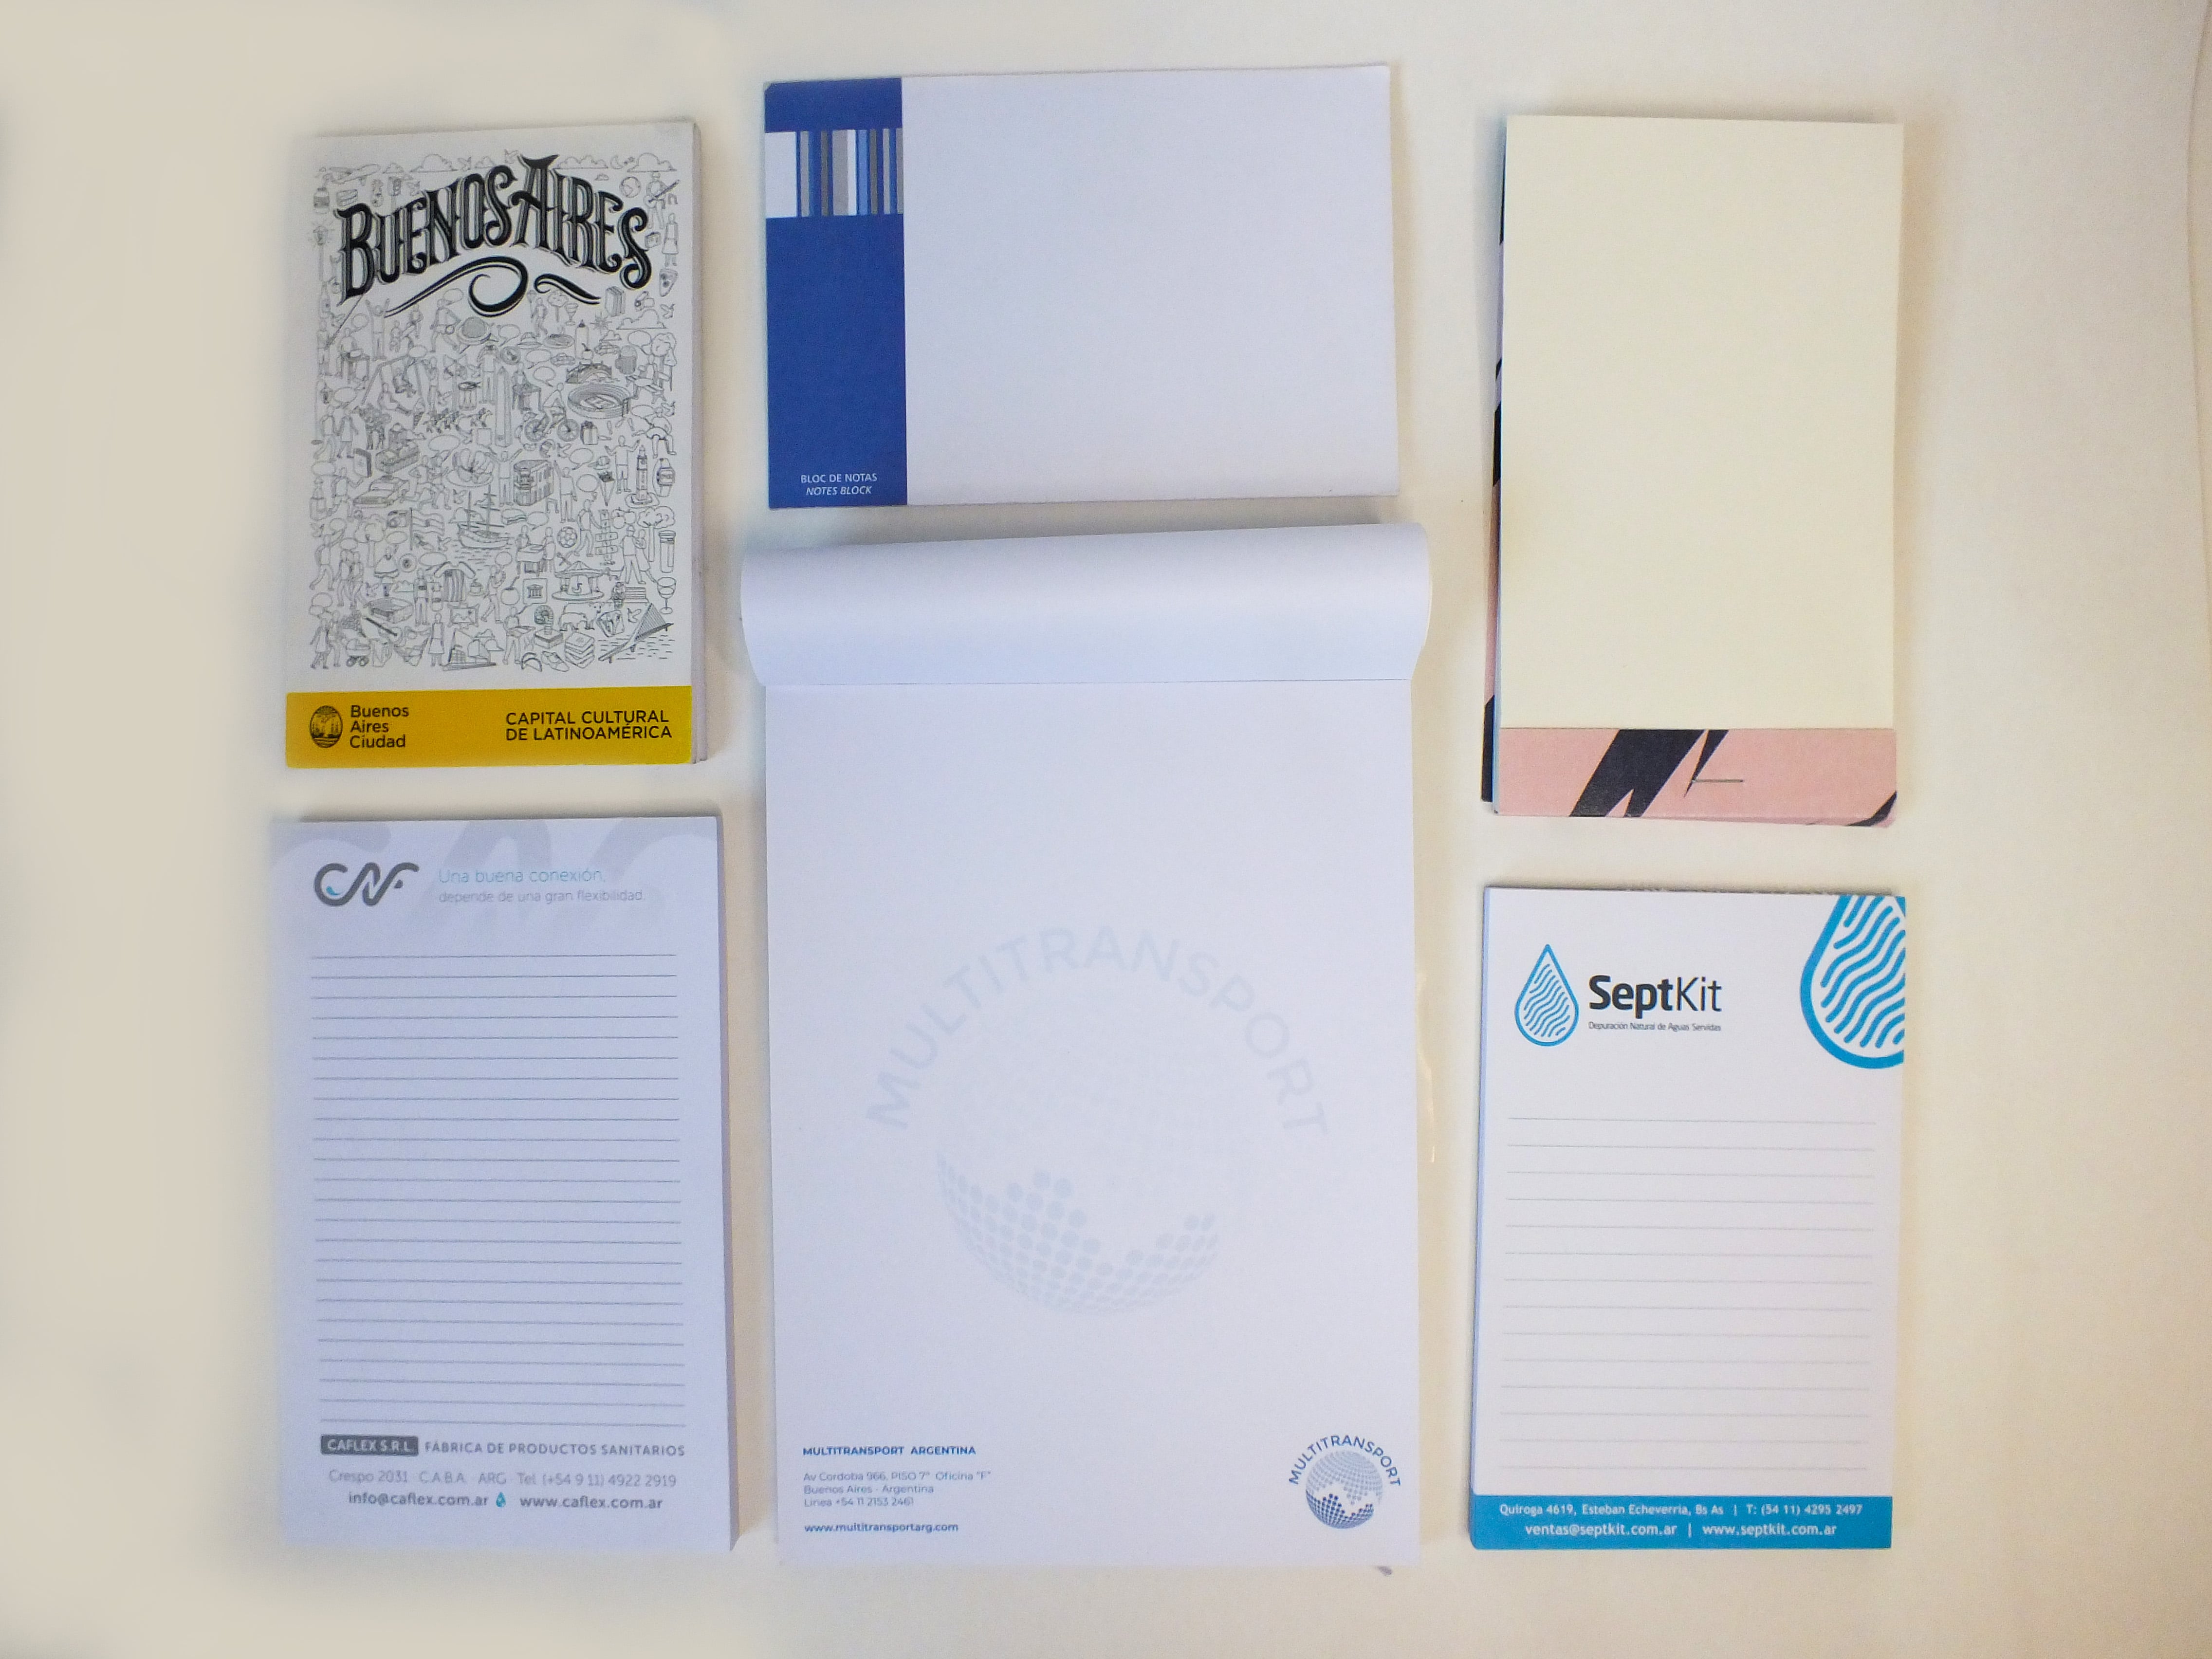 BUENOS AIRES
Buenos
Aires
Ciudad
CAPITAL CULTURAL
DE LATINOAMÉRICA
BLOC DE NOTAS
NOTES BLOCK
CAF
Una buena conexión,
depende de una gran flexibilidad.
CAFLEX S.R.L. FÁBRICA DE PRODUCTOS SANITARIOS
Crespo 2031 · C.A.B.A. · ARG · Tel. (+54 9 11) 4922 2919
info@caflex.com.ar www.caflex.com.ar
MULTITRANSPORT
MULTITRANSPORT ARGENTINA
Av Cordoba 966, PISO 7° Oficina "F"
Buenos Aires - Argentina
Linea +54 11 2153 2461
www.multitransportarg.com
MULTITRANSPORT
SeptKit
Depuración Natural de Aguas Servidas
Quiroga 4619, Esteban Echeverria, Bs As | T: (54 11) 4295 2497
ventas@septkit.com.ar | www.septkit.com.ar